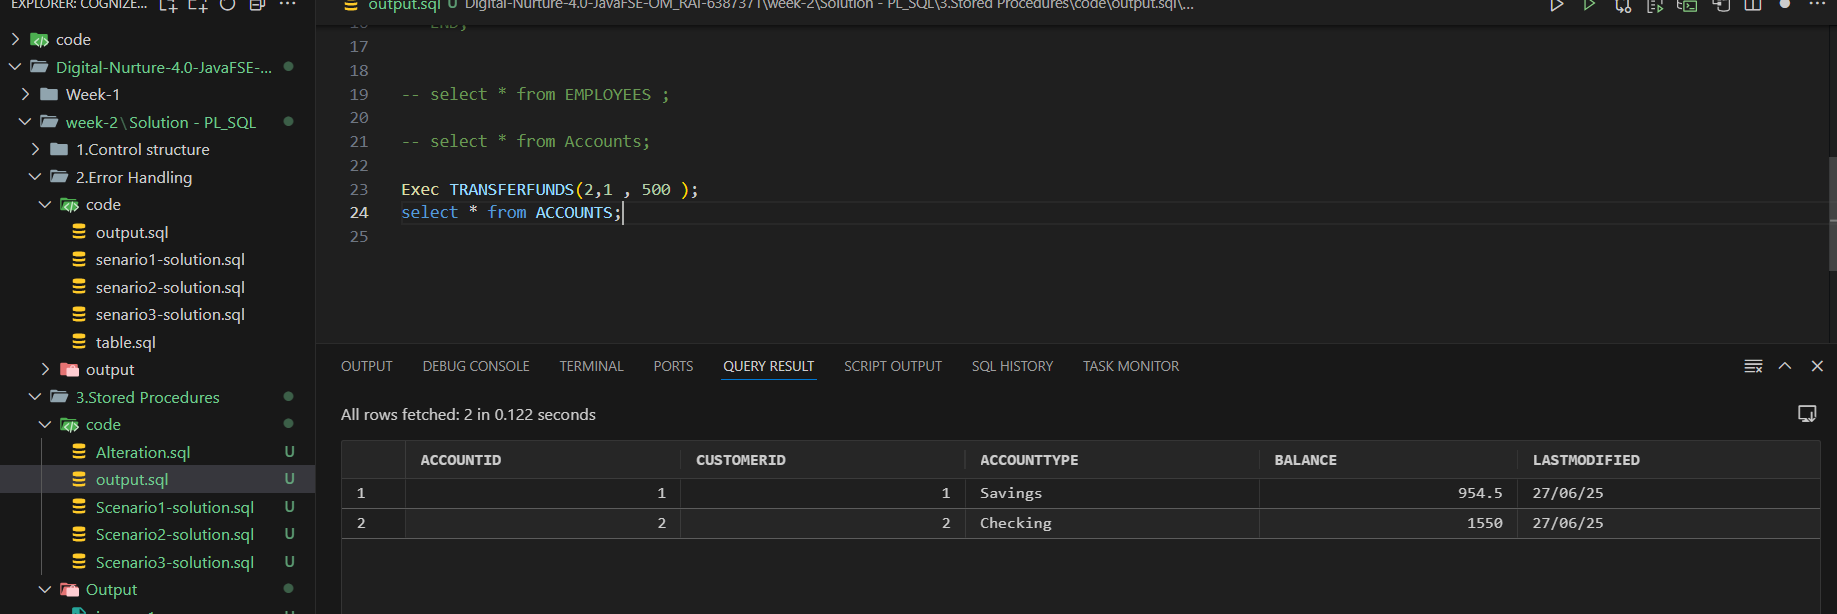 EXPLORER: COGNIZE...
code
Digital-Nurture-4.0-JavaFSE-...
Week-1
week-2\Solution - PL_SQL
1.Control structure
2.Error Handling
code
output.sql
senario1-solution.sql
senario2-solution.sql
senario3-solution.sql
table.sql
output
3.Stored Procedures
code
Alteration.sql U
output.sql U
Scenario1-solution.sql U
Scenario2-solution.sql U
Scenario3-solution.sql U
Output
output.sql U Digital-Nurture-4.0-JavaFSE-OM_RAI-6387371\week-2\Solution - PL_SQL\3.Stored Procedures\code\output.sql\...
16 END;
17
18
19 -- select * from EMPLOYEES ;
20
21 -- select * from Accounts;
22
23 Exec TRANSFERFUNDS(2,1 , 500 );
24 select * from ACCOUNTS;
25
OUTPUT DEBUG CONSOLE TERMINAL PORTS QUERY RESULT SCRIPT OUTPUT SQL HISTORY TASK MONITOR
All rows fetched: 2 in 0.122 seconds
ACCOUNTID CUSTOMERID ACCOUNTTYPE BALANCE LASTMODIFIED
1 1 1 Savings 954.5 27/06/25
2 2 2 Checking 1550 27/06/25